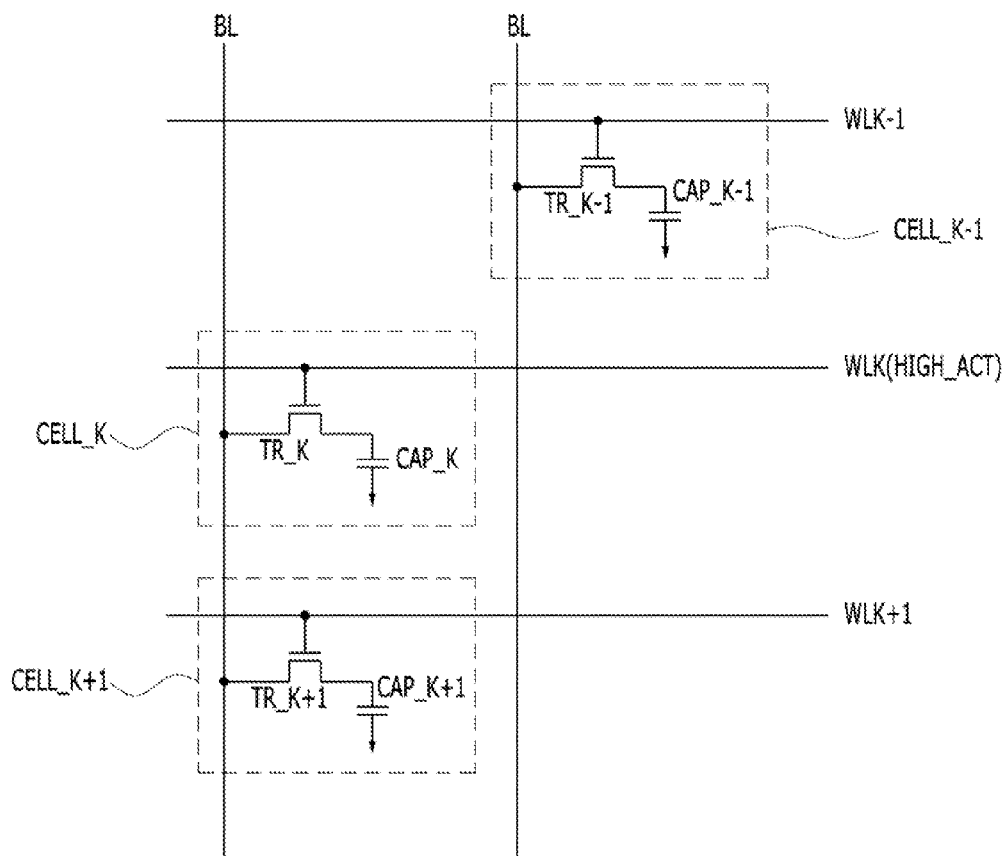 BL
BL
WLK-1
TR_K-1
CAP_K-1
CELL_K-1
WLK(HIGH_ACT)
CELL_K
TR_K
CAP_K
WLK+1
CELL_K+1
TR_K+1
CAP_K+1